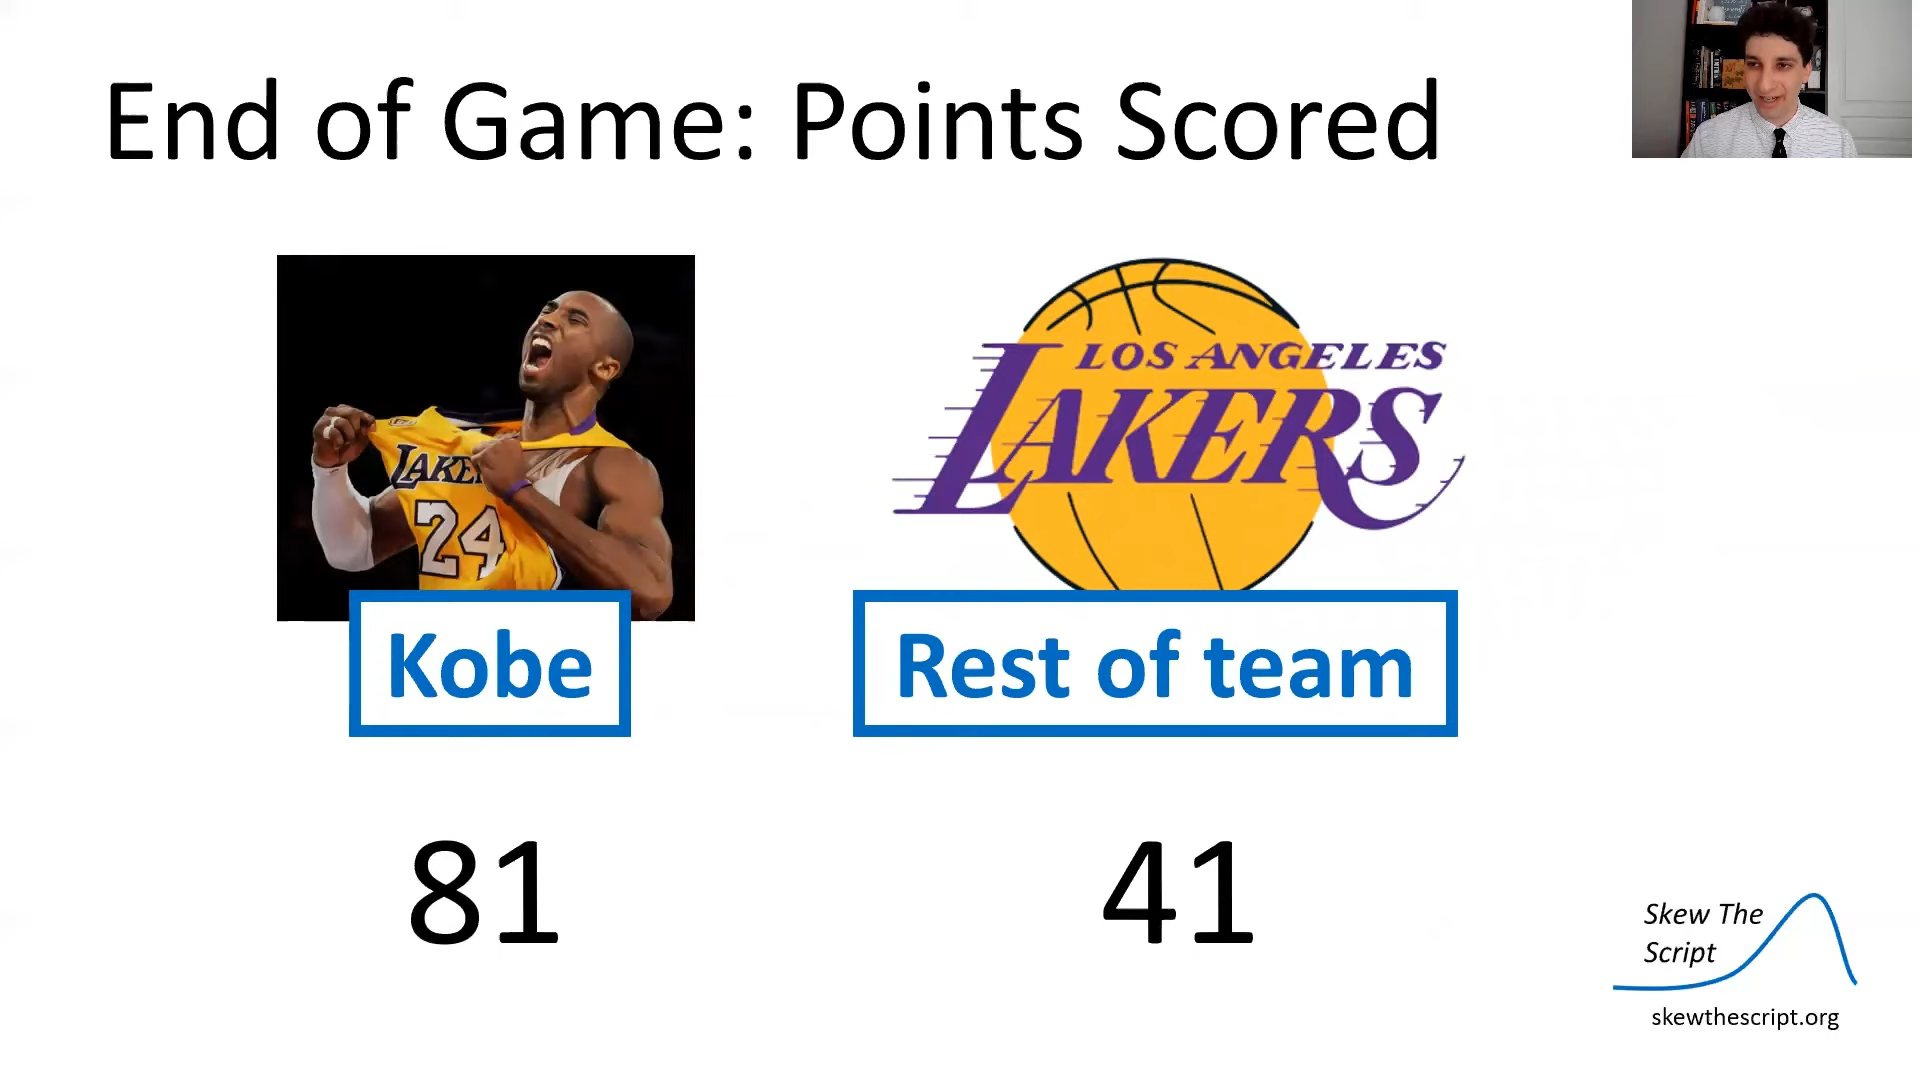 End of Game: Points Scored
LAKE
24
LOS ANGELES
LAKERS
Kobe
Rest of team
81
41
Skew The
Script
skewthescript.org